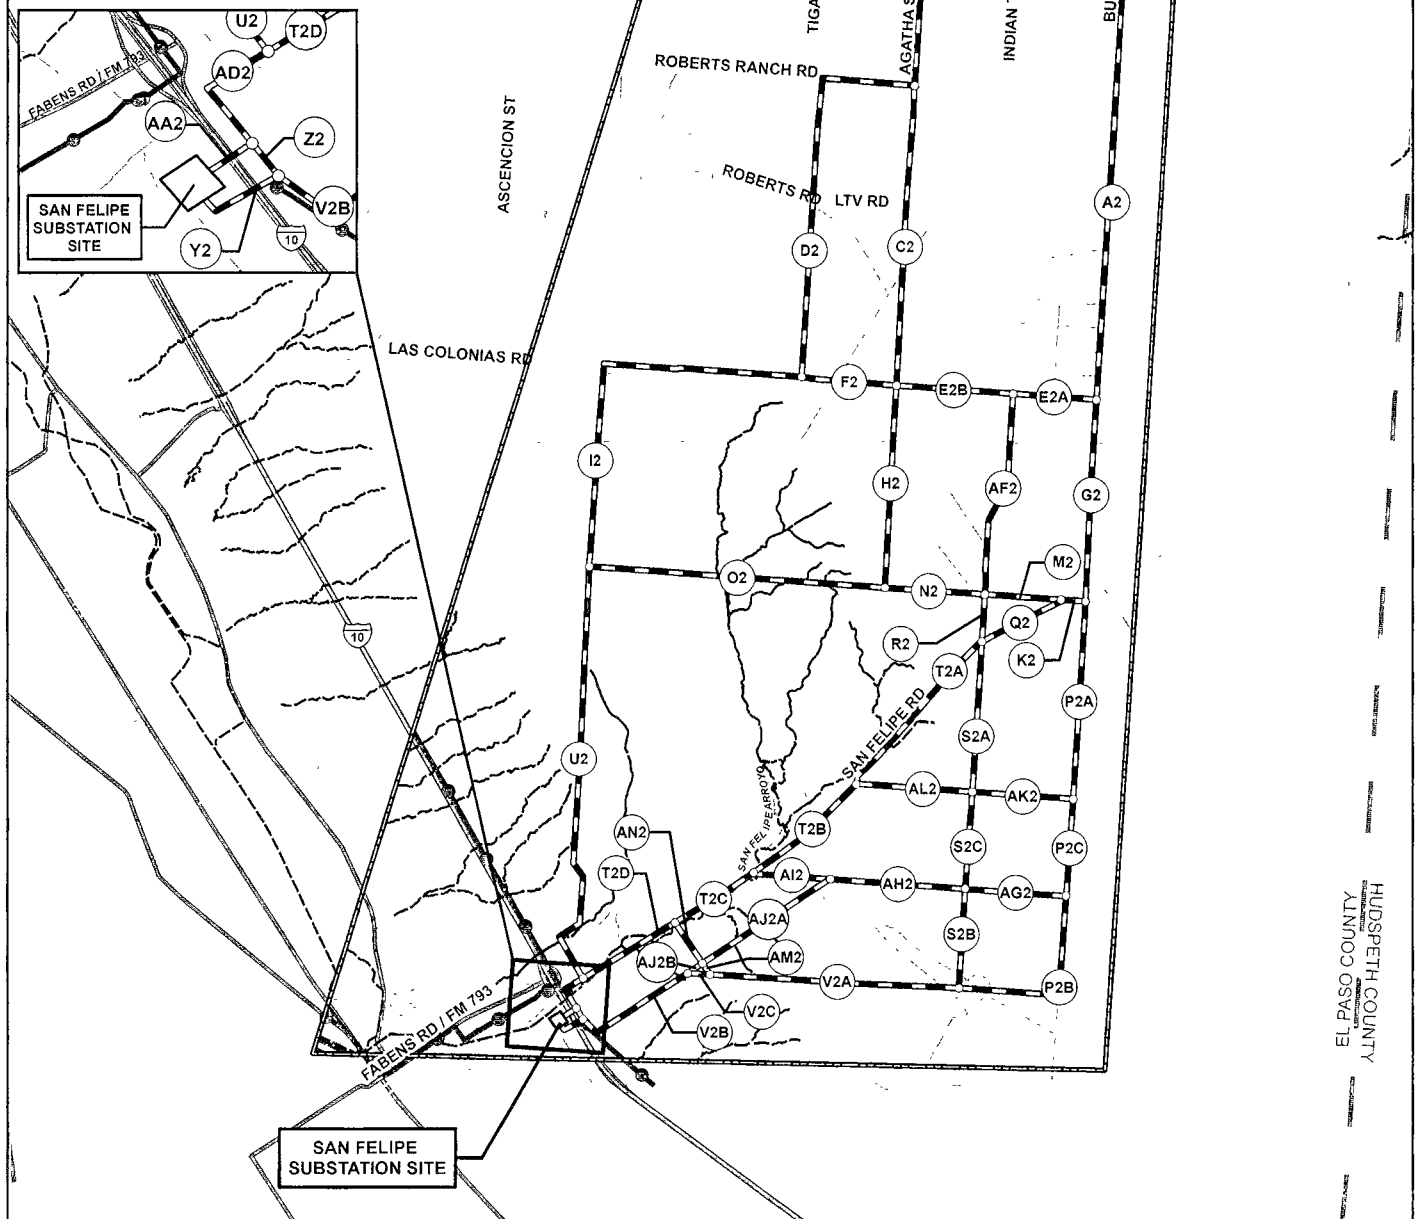 U2
T2D
AD2
FABENS RD / FM 793
AA2
Z2
SAN FELIPE
SUBSTATION
SITE
V2B
Y2
10
ASCENCION ST
TIGA
AGATHA S
INDIAN
BU
ROBERTS RANCH RD
ROBERTS RD
LTV RD
A2
D2
C2
LAS COLONIAS RD
F2
E2B
E2A
I2
H2
AF2
G2
M2
O2
N2
Q2
R2
K2
10
T2A
P2A
SAN FELIPE RD
S2A
U2
AL2
AK2
SAN FELIPE ARROYO
T2B
AN2
S2C
P2C
T2D
AI2
AH2
AG2
T2C
AJ2A
S2B
AJ2B
AM2
V2A
P2B
V2C
V2B
FABENS RD / FM 793
HUDSPETH COUNTY
EL PASO COUNTY
SAN FELIPE
SUBSTATION SITE